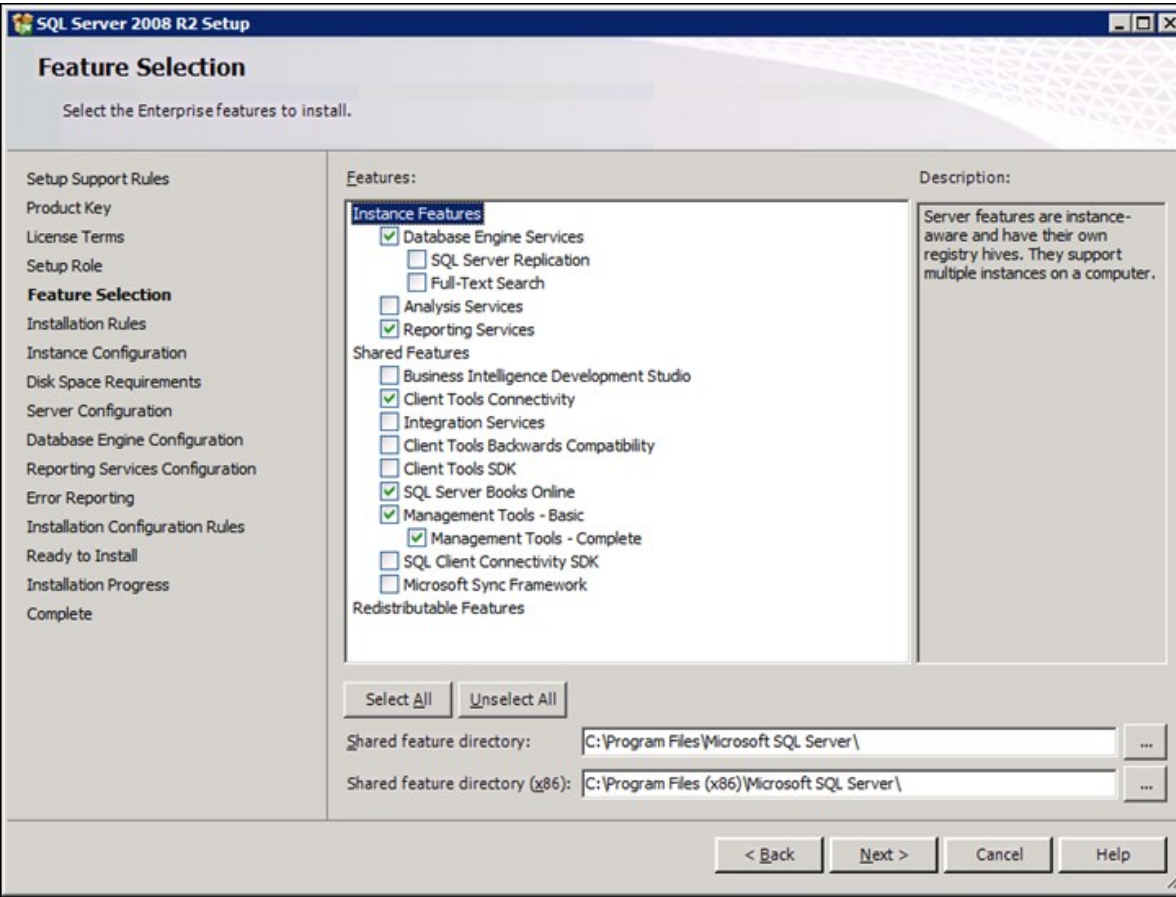 SQL Server 2008 R2 Setup
Feature Selection
Select the Enterprise features to install.
Setup Support Rules
Product Key
License Terms
Setup Role
Feature Selection
Installation Rules
Instance Configuration
Disk Space Requirements
Server Configuration
Database Engine Configuration
Reporting Services Configuration
Error Reporting
Installation Configuration Rules
Ready to Install
Installation Progress
Complete
Features:
Instance Features
Database Engine Services
SQL Server Replication
Full-Text Search
Analysis Services
Reporting Services
Shared Features
Business Intelligence Development Studio
Client Tools Connectivity
Integration Services
Client Tools Backwards Compatibility
Client Tools SDK
SQL Server Books Online
Management Tools - Basic
Management Tools - Complete
SQL Client Connectivity SDK
Microsoft Sync Framework
Redistributable Features
Description:
Server features are instance-
aware and have their own
registry hives. They support
multiple instances on a computer.
Select All
Unselect All
Shared feature directory:
C:\Program Files\Microsoft SQL Server\
...
Shared feature directory (x86):
C:\Program Files (x86)\Microsoft SQL Server\
...
< Back
Next >
Cancel
Help